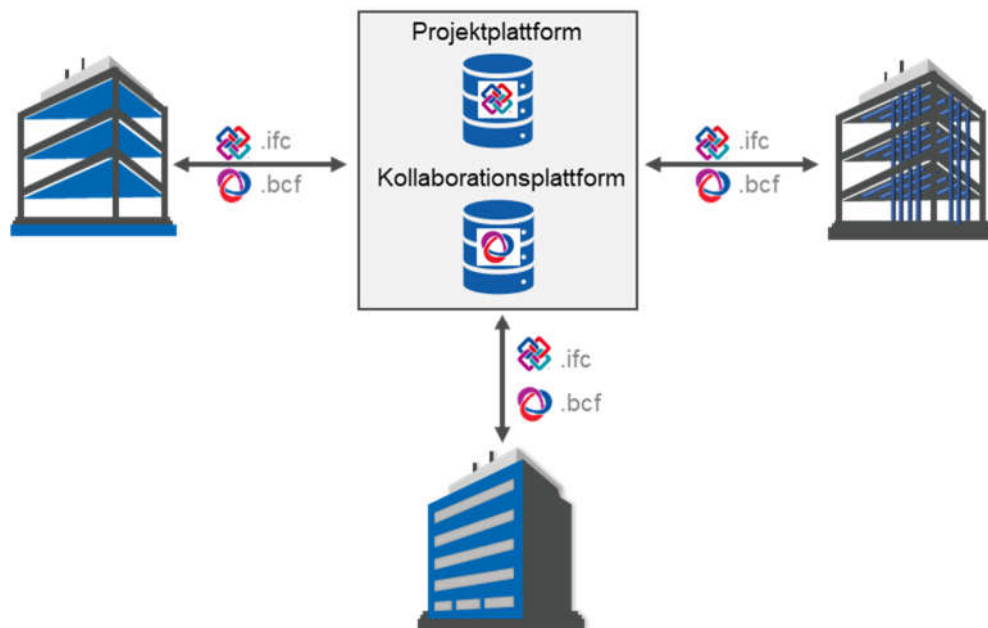 Projektplattform
.ifc
.bcf
Kollaborationsplattform
.ifc
.bcf
.ifc
.bcf